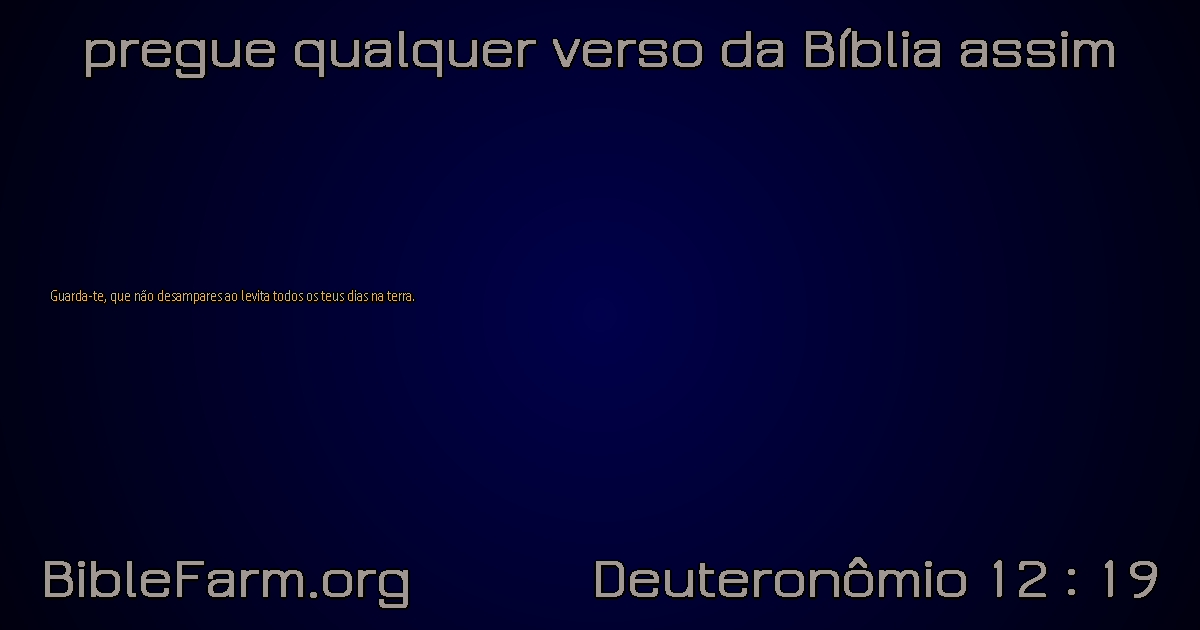 pregue qualquer verso da Bíblia assim
Guarda-te, que não desampares ao levita todos os teus dias na terra.
BibleFarm.org
Deuteronômio 12 : 19